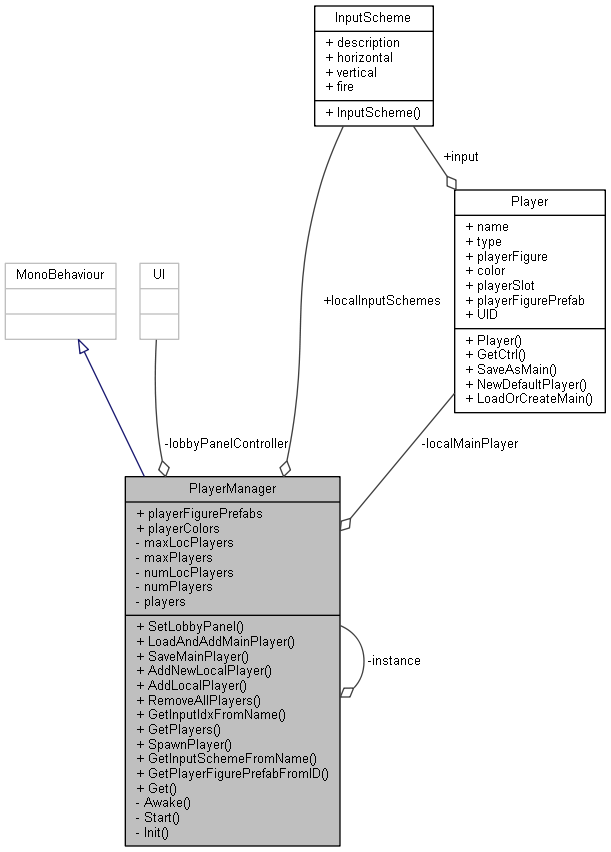 InputScheme
+ description
+ horizontal
+ vertical
+ fire
+ InputScheme()
+input
Player
+ name
+ type
+ playerFigure
+ color
+ playerSlot
+ playerFigurePrefab
+ UID
+ Player()
+ GetCtrl()
+ SaveAsMain()
+ NewDefaultPlayer()
+ LoadOrCreateMain()
MonoBehaviour
UI
+localInputSchemes
-lobbyPanelController
-localMainPlayer
PlayerManager
+ playerFigurePrefabs
+ playerColors
- maxLocPlayers
- maxPlayers
- numLocPlayers
- numPlayers
- players
+ SetLobbyPanel()
+ LoadAndAddMainPlayer()
+ SaveMainPlayer()
+ AddNewLocalPlayer()
+ AddLocalPlayer()
+ RemoveAllPlayers()
+ GetInputIdxFromName()
+ GetPlayers()
+ SpawnPlayer()
+ GetInputSchemeFromName()
+ GetPlayerFigurePrefabFromID()
+ Get()
- Awake()
- Start()
- Init()
-instance